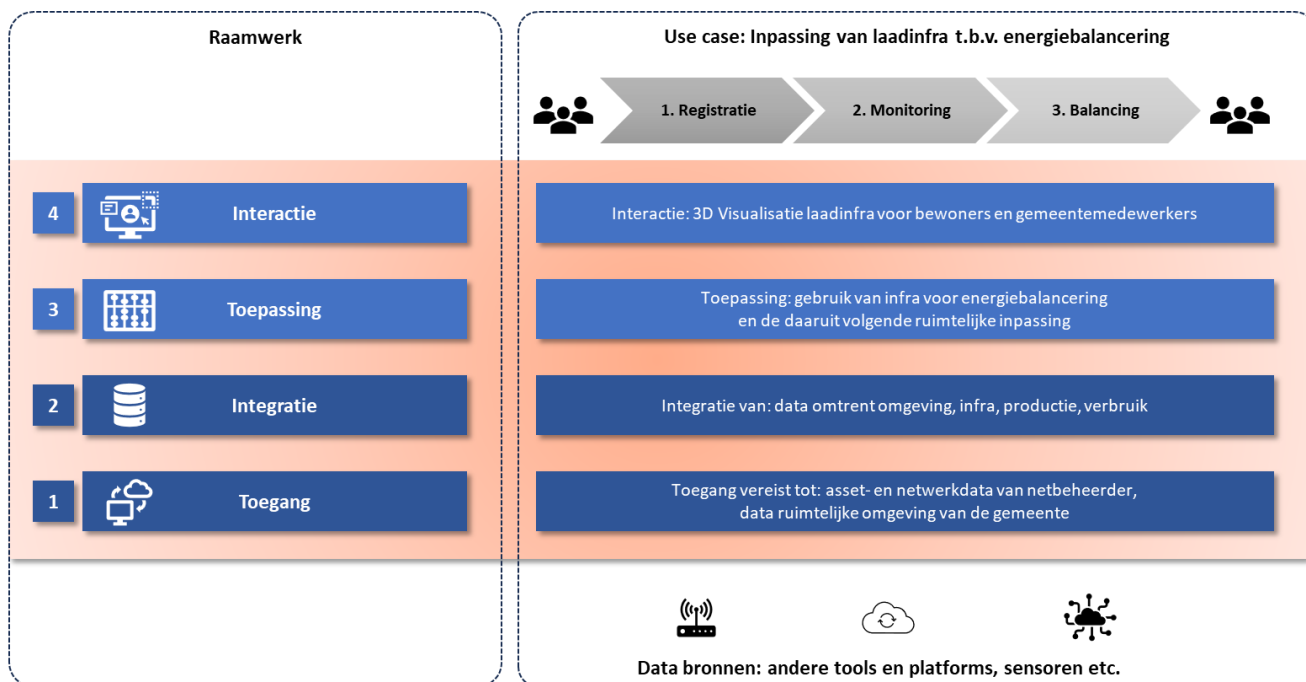 Raamwerk
Use case: Inpassing van laadinfra t.b.v. energiebalancering
1. Registratie
2. Monitoring
3. Balancing
4
Interactie
Interactie: 3D Visualisatie laadinfra voor bewoners en gemeentemedewerkers
3
Toepassing
Toepassing: gebruik van infra voor energiebalancering
en de daaruit volgende ruimtelijke inpassing
2
Integratie
Integratie van: data omtrent omgeving, infra, productie, verbruik
1
Toegang
Toegang vereist tot: asset- en netwerkdata van netbeheerder,
data ruimtelijke omgeving van de gemeente
Data bronnen: andere tools en platforms, sensoren etc.